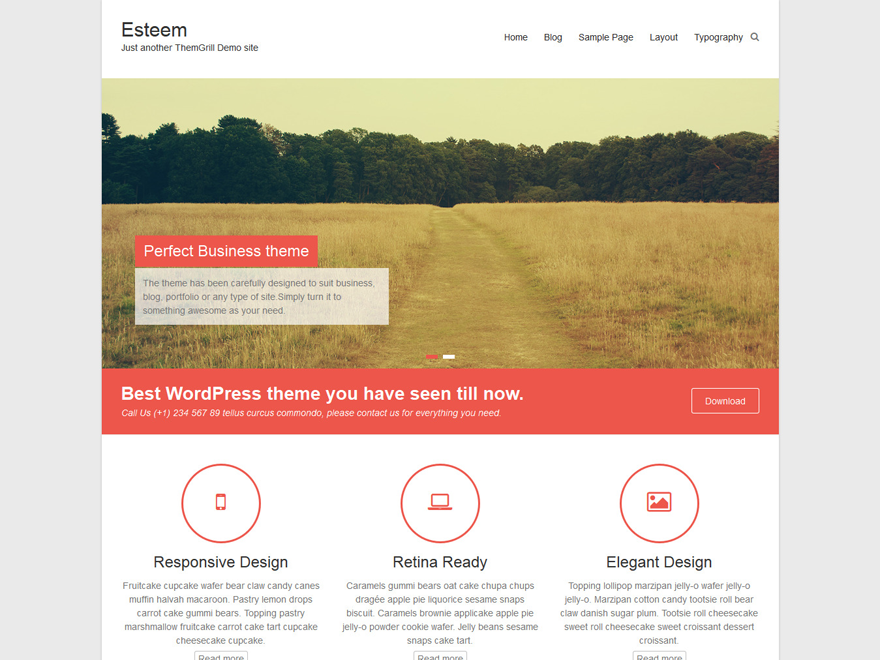 Esteem
Just another ThemGrill Demo site
Home Blog Sample Page Layout Typography
Perfect Business theme
The theme has been carefully designed to suit business,
blog, portfolio or any type of site.Simply turn it to
something awesome as your need.
Best WordPress theme you have seen till now.
Call Us (+1) 234 567 89 tellus curcus commondo, please contact us for everything you need.
Download
Responsive Design
Fruitcake cupcake wafer bear claw candy canes
muffin halvah macaroon. Pastry lemon drops
carrot cake gummi bears. Topping pastry
marshmallow fruitcake carrot cake tart cupcake
cheesecake cupcake.
Read more
Retina Ready
Caramels gummi bears oat cake chupa chups
dragée apple pie liquorice sesame snaps
biscuit. Caramels brownie applicake apple pie
jelly-o powder cookie wafer. Jelly beans sesame
snaps cake tart.
Read more
Elegant Design
Topping lollipop marzipan jelly-o wafer jelly-o
jelly-o. Marzipan cotton candy tootsie roll bear
claw danish sugar plum. Tootsie roll cheesecake
sweet roll cheesecake sweet croissant dessert
croissant.
Read more